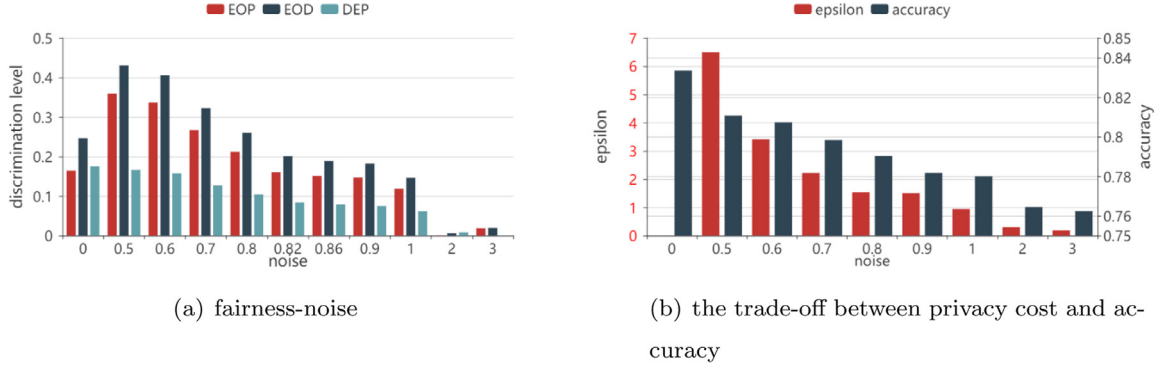 EOP EOD DEP
0.5
0.4
0.3
0.2
0.1
0
discrimination level
0 0.5 0.6 0.7 0.8 0.82 0.86 0.9 1 2 3
noise
(a) fairness-noise
epsilon accuracy
7
6
5
4
3
2
1
0
epsilon
0.85
0.84
0.82
0.8
0.78
0.76
0.75
accuracy
0 0.5 0.6 0.7 0.8 0.9 1 2 3
noise
(b) the trade-off between privacy cost and ac-
curacy